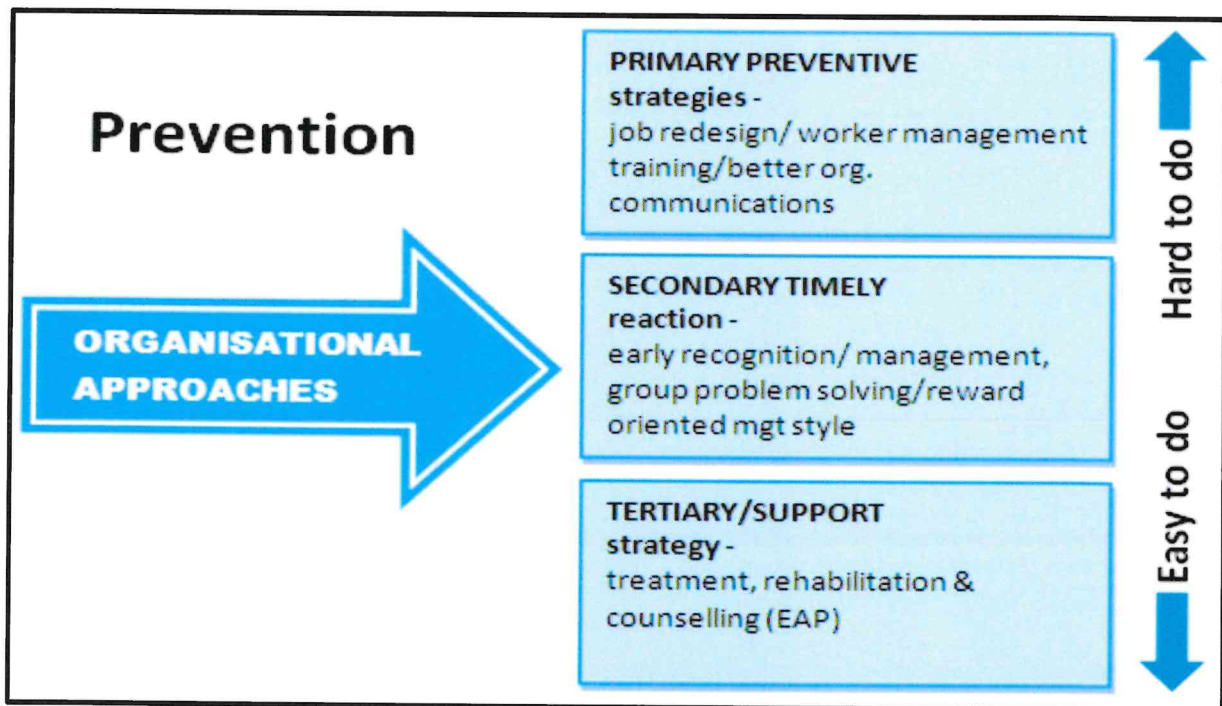 Prevention
ORGANISATIONAL
APPROACHES
PRIMARY PREVENTIVE
strategies -
job redesign/ worker management
training/better org.
communications
SECONDARY TIMELY
reaction -
early recognition/ management,
group problem solving/reward
oriented mgt style
TERTIARY/SUPPORT
strategy -
treatment, rehabilitation &
counselling (EAP)
Hard to do
Easy to do